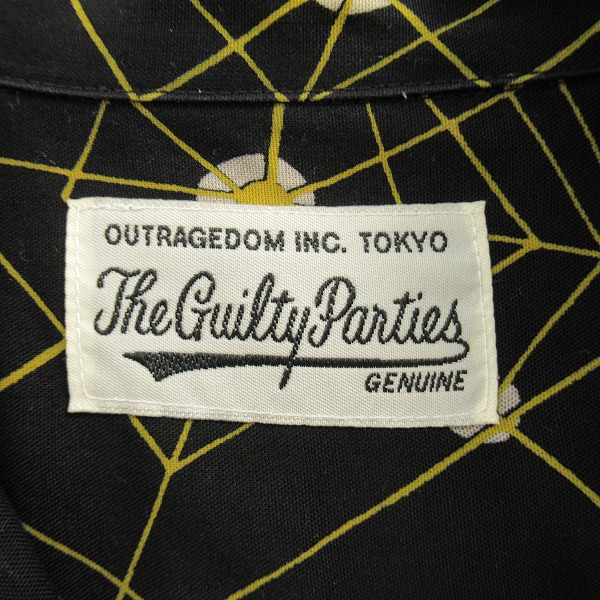 OUTRAGEDOM INC. TOKYO
The Guilty Parties
GENUINE